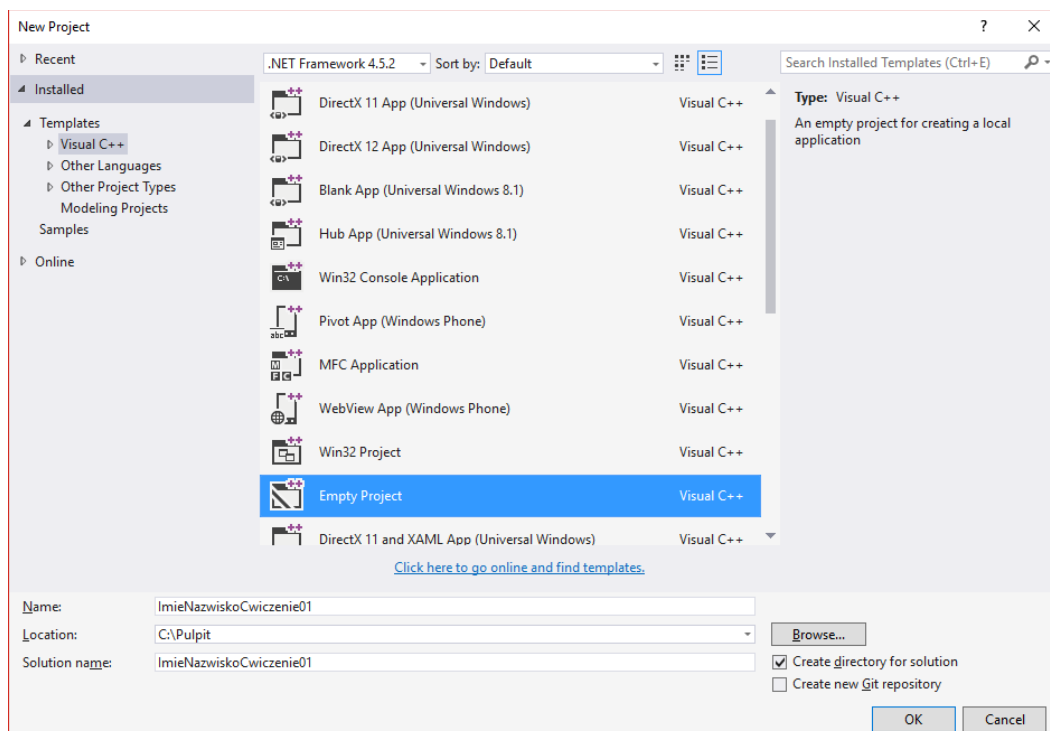 New Project
?
Recent
.NET Framework 4.5.2
Sort by: Default
Search Installed Templates (Ctrl+E)
Installed
Templates
Visual C++
Other Languages
Other Project Types
Modeling Projects
Samples
Online
DirectX 11 App (Universal Windows) Visual C++
DirectX 12 App (Universal Windows) Visual C++
Blank App (Universal Windows 8.1) Visual C++
Hub App (Universal Windows 8.1) Visual C++
Win32 Console Application Visual C++
Pivot App (Windows Phone) Visual C++
MFC Application Visual C++
WebView App (Windows Phone) Visual C++
Win32 Project Visual C++
Empty Project Visual C++
DirectX 11 and XAML App (Universal Windows) Visual C++
Click here to go online and find templates.
Type: Visual C++
An empty project for creating a local
application
Name: ImieNazwiskoCwiczenie01
Location: C:\Pulpit
Browse...
Solution name: ImieNazwiskoCwiczenie01
Create directory for solution
Create new Git repository
OK
Cancel